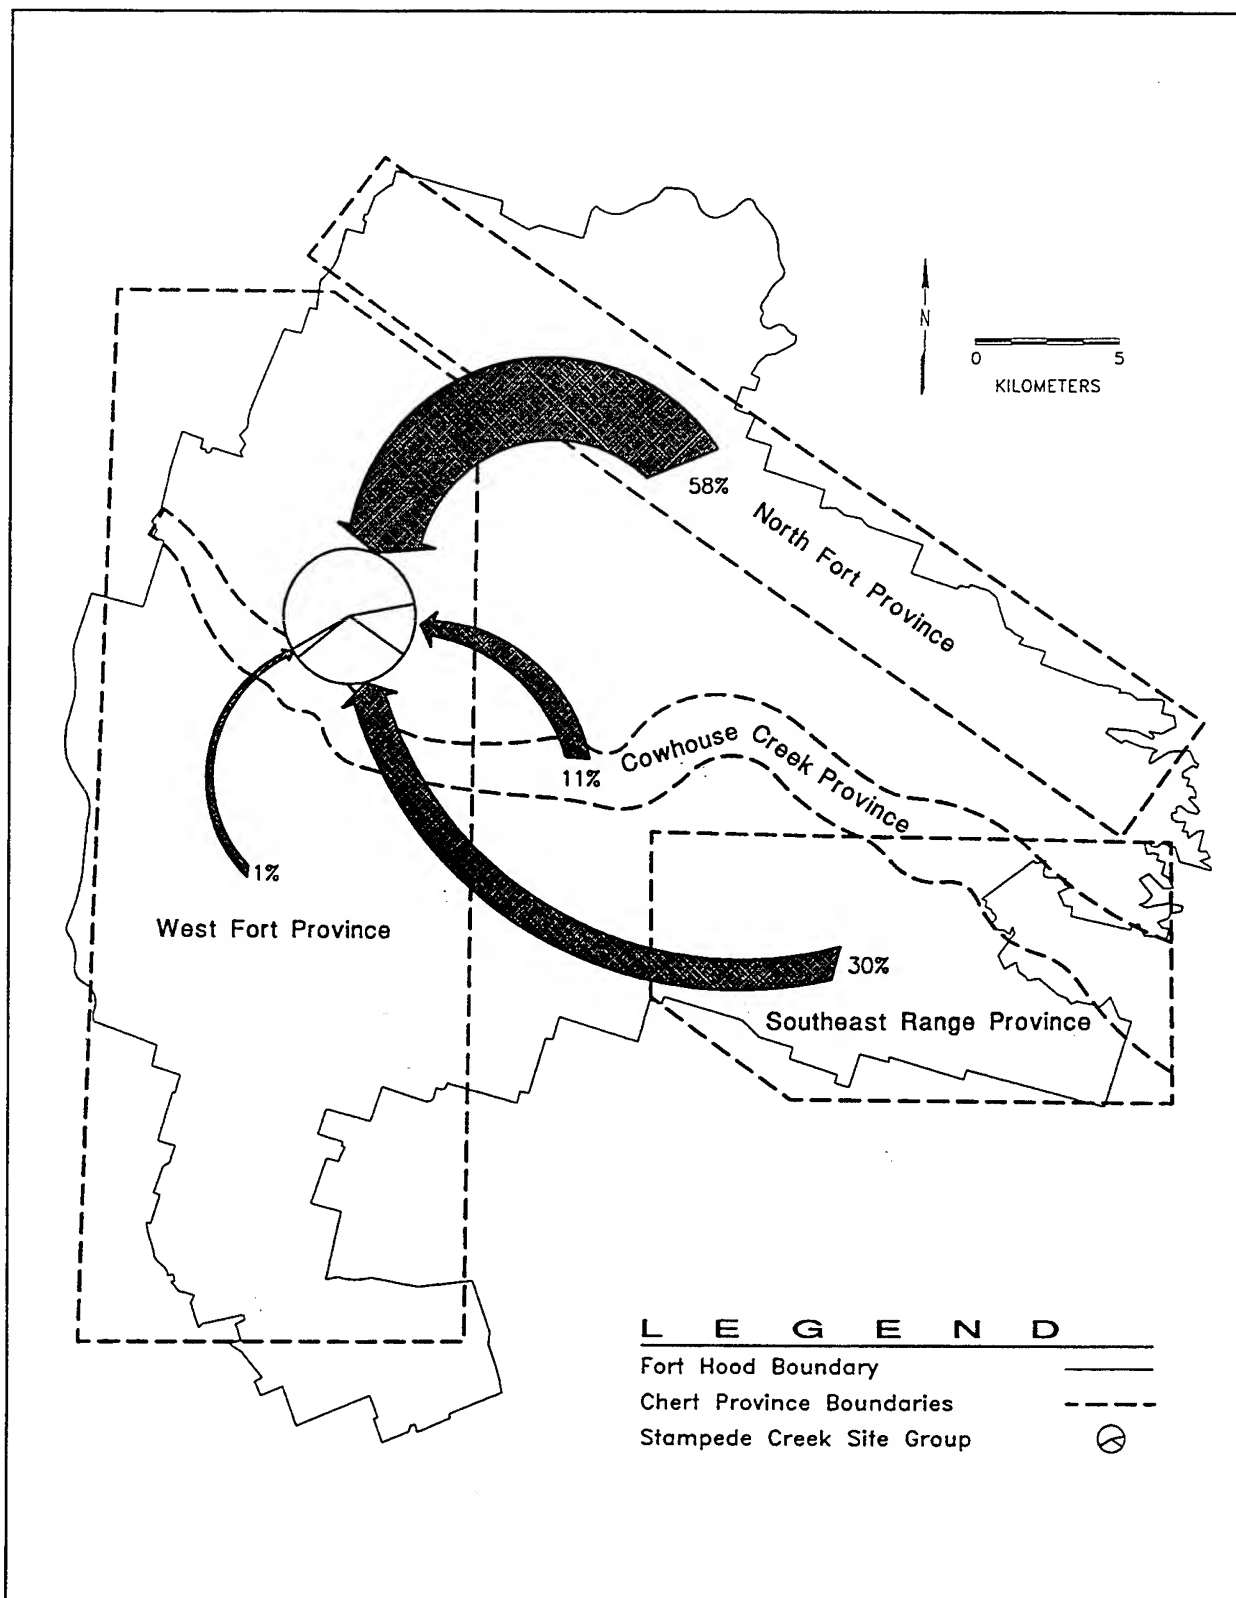 N
0 5
KILOMETERS
58%
North Fort Province
Cowhouse Creek Province
11%
1%
West Fort Province
30%
Southeast Range Province
LEGEND
Fort Hood Boundary
Chert Province Boundaries
Stampede Creek Site Group